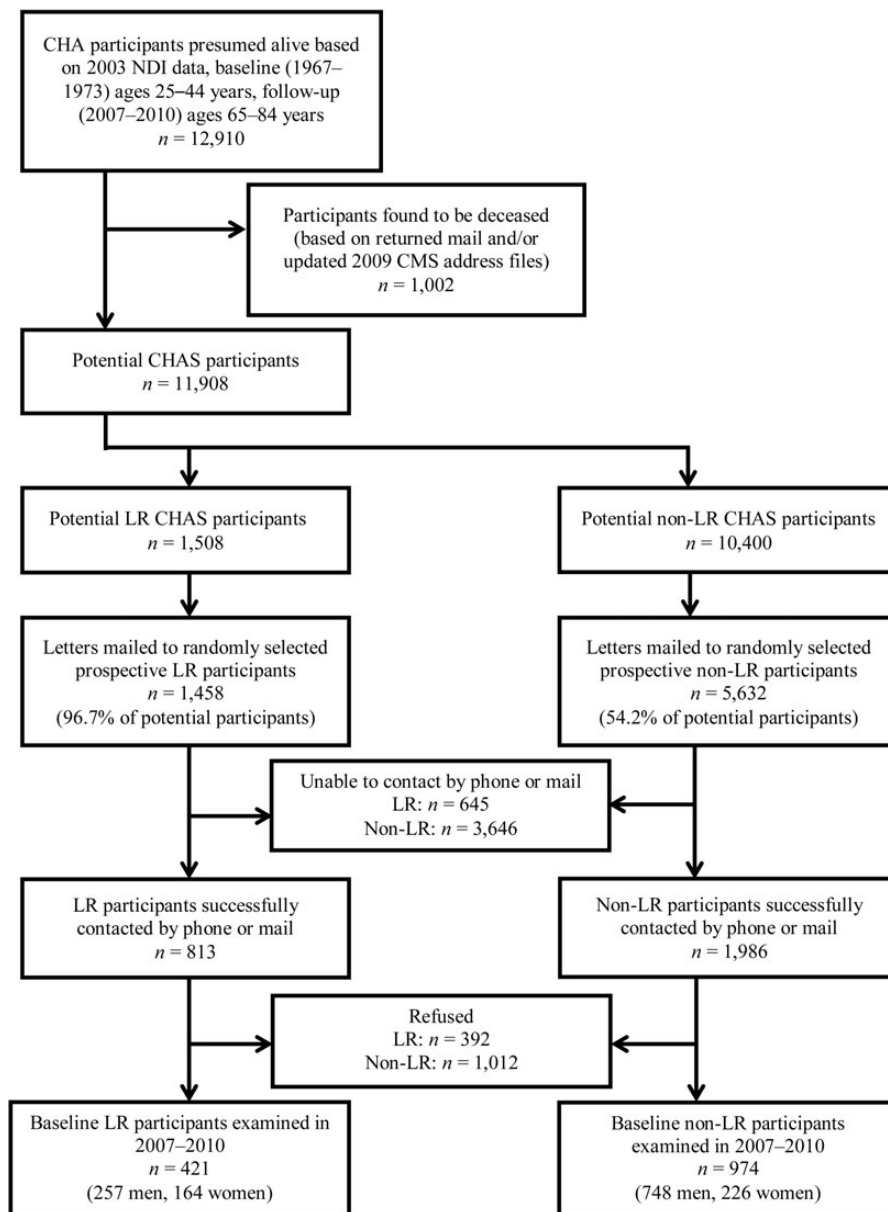 CHA participants presumed alive based
on 2003 NDI data, baseline (1967–
1973) ages 25–44 years, follow-up
(2007–2010) ages 65–84 years
n = 12,910
Participants found to be deceased
(based on returned mail and/or
updated 2009 CMS address files)
n = 1,002
Potential CHAS participants
n = 11,908
Potential LR CHAS participants
n = 1,508
Potential non-LR CHAS participants
n = 10,400
Letters mailed to randomly selected
prospective LR participants
n = 1,458
(96.7% of potential participants)
Letters mailed to randomly selected
prospective non-LR participants
n = 5,632
(54.2% of potential participants)
Unable to contact by phone or mail
LR: n = 645
Non-LR: n = 3,646
LR participants successfully
contacted by phone or mail
n = 813
Non-LR participants successfully
contacted by phone or mail
n = 1,986
Refused
LR: n = 392
Non-LR: n = 1,012
Baseline LR participants examined in
2007–2010
n = 421
(257 men, 164 women)
Baseline non-LR participants
examined in 2007–2010
n = 974
(748 men, 226 women)